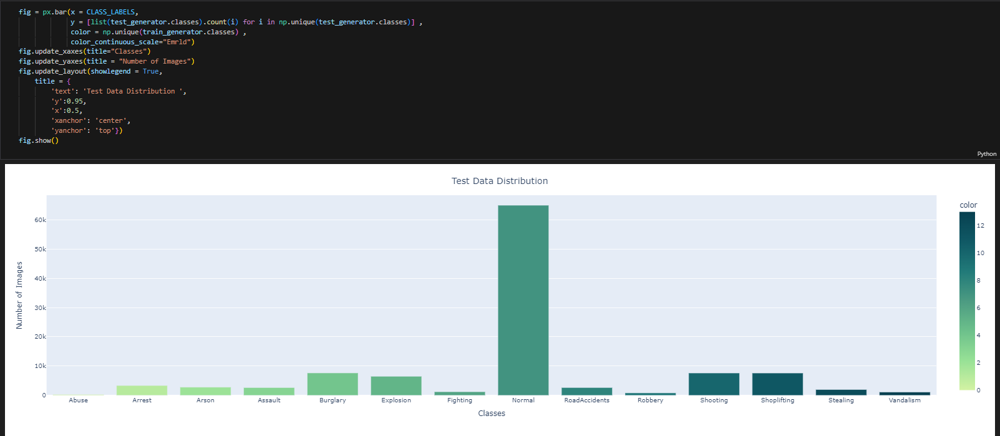 fig = px.bar(x = CLASS_LABELS,
y = [list(test_generator.classes).count(i) for i in np.unique(test_generator.classes)] ,
color = np.unique(train_generator.classes) ,
color_continuous_scale="Emrld")
fig.update_xaxes(title="Classes")
fig.update_yaxes(title = "Number of Images")
fig.update_layout(showlegend = True,
title = {
'text': 'Test Data Distribution ',
'y':0.95,
'x':0.5,
'xanchor': 'center',
'yanchor': 'top'})
fig.show()
Python
Test Data Distribution
color
Number of Images
60k
50k
40k
30k
20k
10k
0
12
10
8
6
4
2
0
Abuse Arrest Arson Assault Burglary Explosion Fighting Normal RoadAccidents Robbery Shooting Shoplifting Stealing Vandalism
Classes